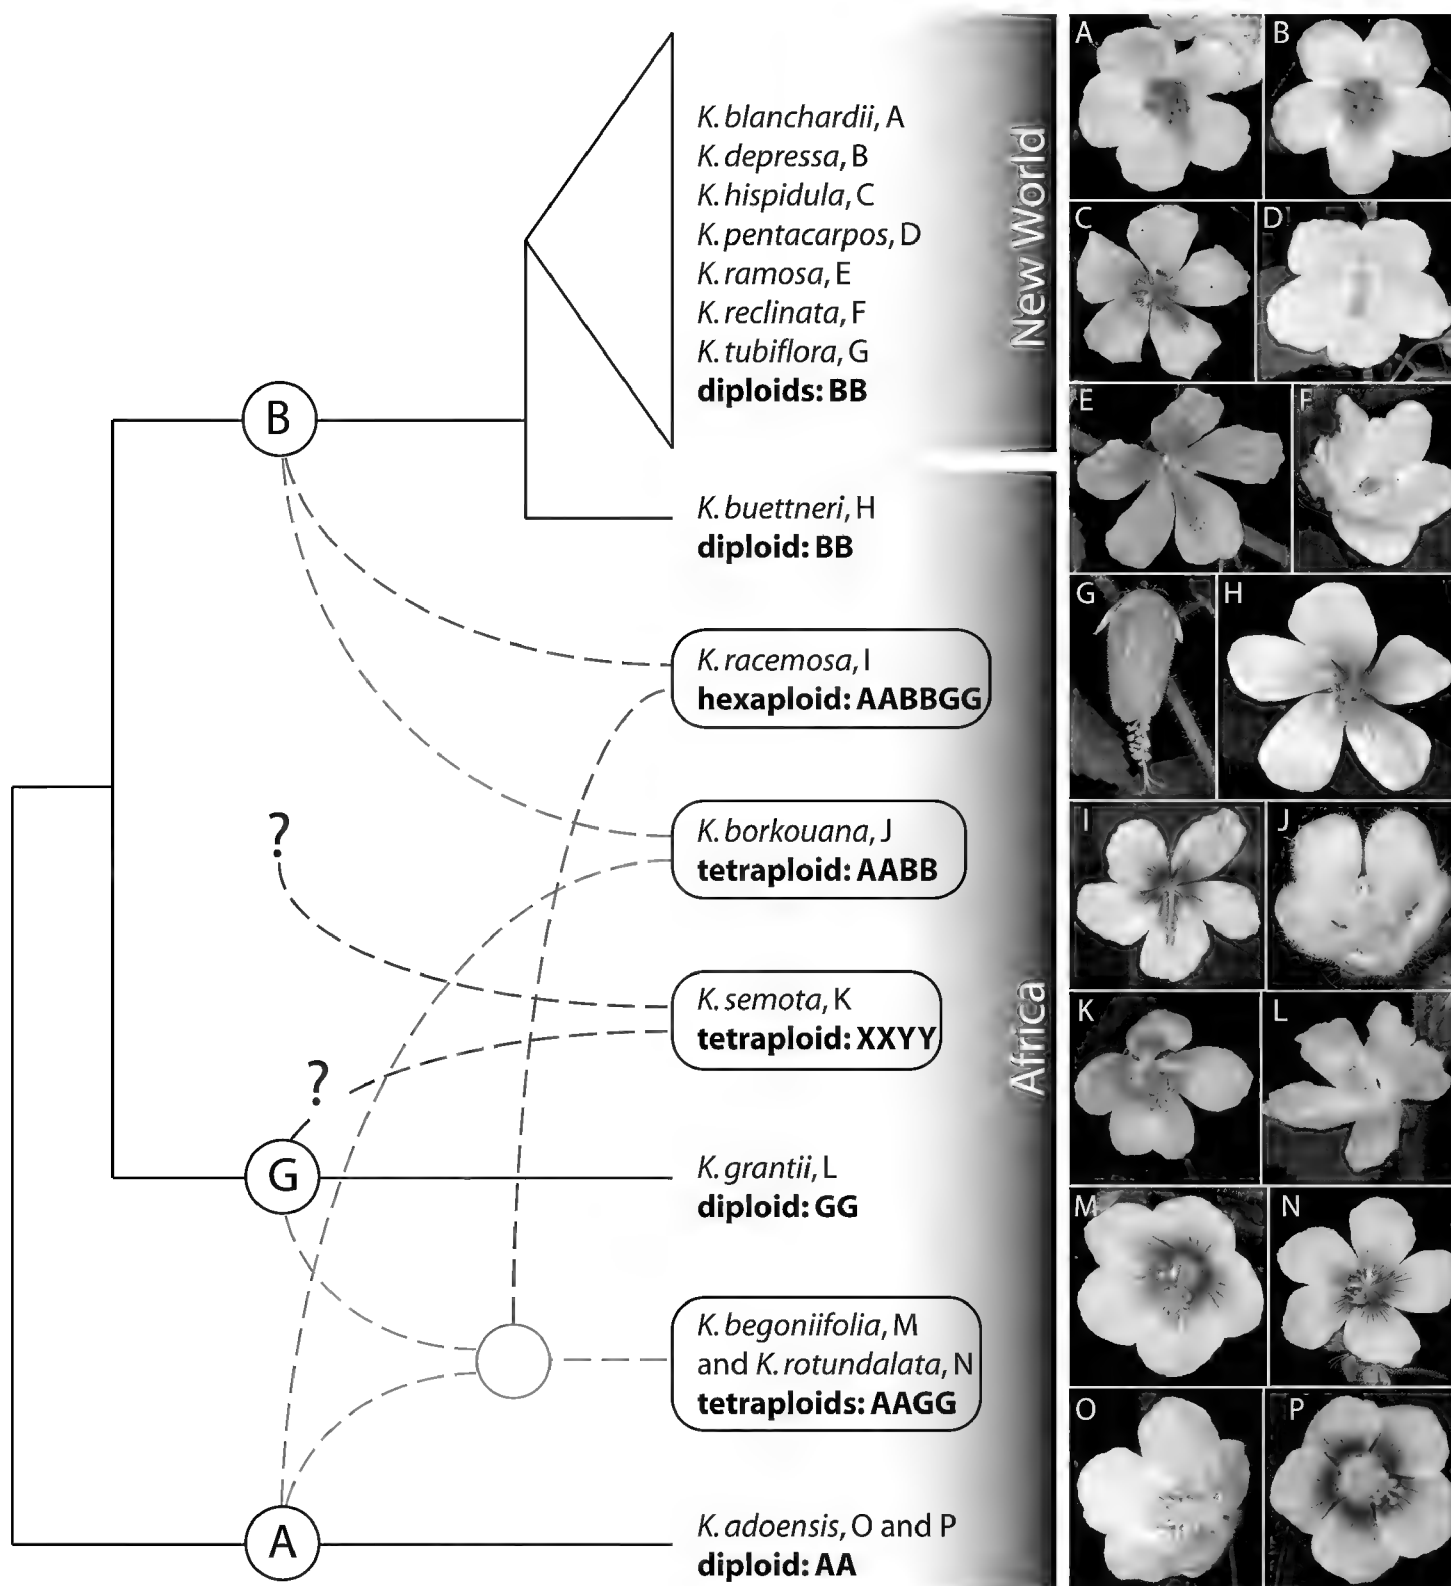 K. blanchardii, A
K. depressa, B
K. hispidula, C
K. pentacarpos, D
K. ramosa, E
K. reclinata, F
K. tubiflora, G
diploids: BB
B
K. buettneri, H
diploid: BB
K. racemosa, I
hexaploid: AABBGG
K. borkouana, J
tetraploid: AABB
?
K. semota, K
tetraploid: XXYY
?
G
K. grantii, L
diploid: GG
K. begoniifolia, M
and K. rotundalata, N
tetraploids: AAGG
A
K. adoensis, O and P
diploid: AA
New World
Africa
A
B
C
D
E
F
G
H
I
J
K
L
M
N
O
P